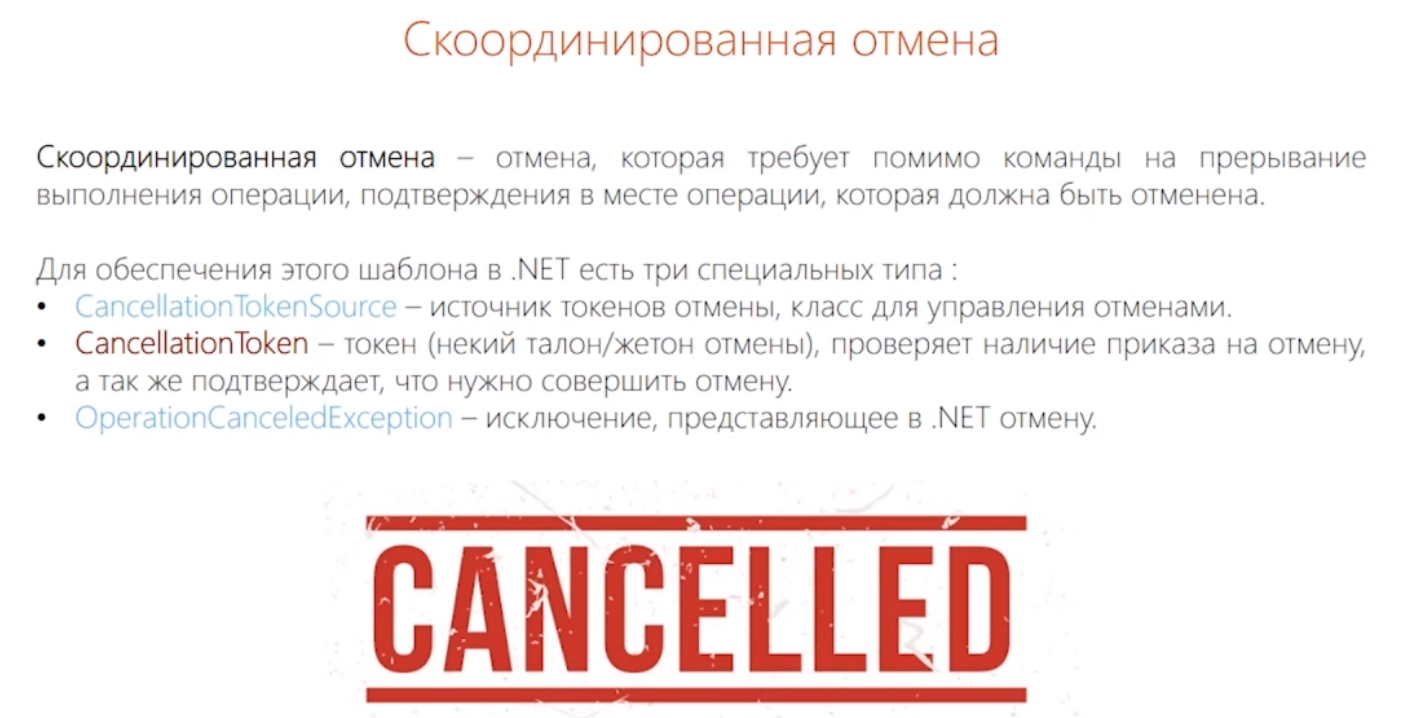 Скоординированная отмена
Скоординированная отмена – отмена, которая требует помимо команды на прерывание
выполнения операции, подтверждения в месте операции, которая должна быть отменена.
Для обеспечения этого шаблона в .NET есть три специальных типа :
• CancellationTokenSource – источник токенов отмены, класс для управления отменами.
• CancellationToken – токен (некий талон/жетон отмены), проверяет наличие приказа на отмену,
а так же подтверждает, что нужно совершить отмену.
• OperationCanceledException – исключение, представляющее в .NET отмену.
CANCELLED